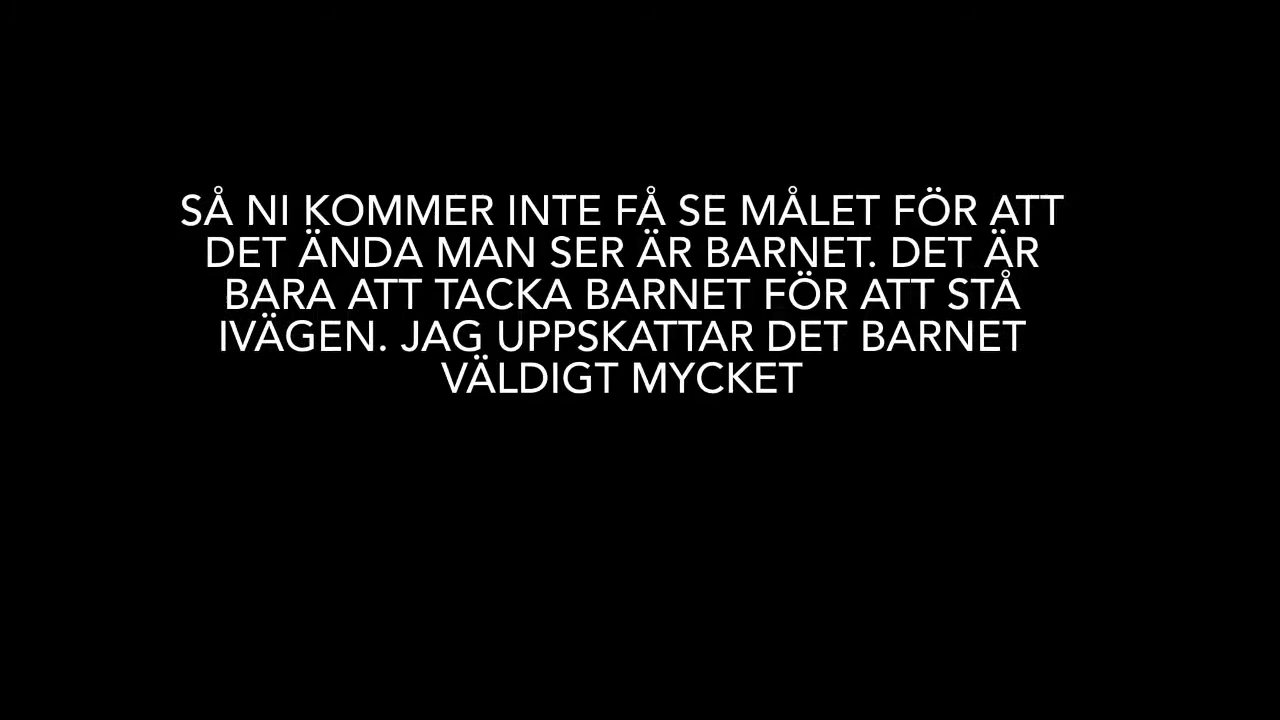 SÅ NI KOMMER INTE FÅ SE MÅLET FÖR ATT
DET ÄNDA MAN SER ÄR BARNET. DET ÄR
BARA ATT TACKA BARNET FÖR ATT STÅ
IVÄGEN. JAG UPPSKATTAR DET BARNET
VÄLDIGT MYCKET